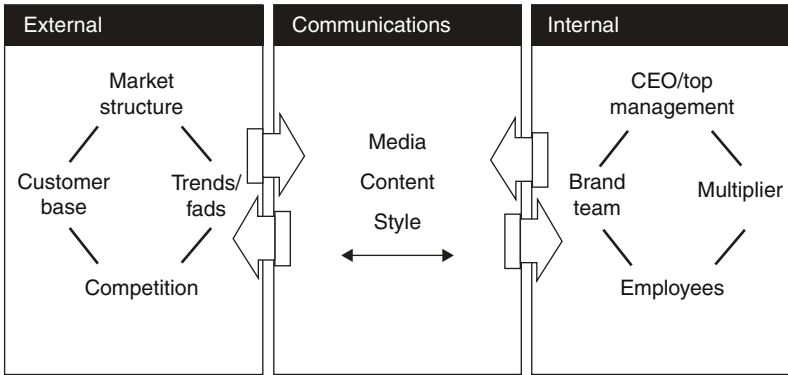 External
Communications
Internal
Market
structure
Customer
base
Trends/
fads
Competition
Media
Content
Style
CEO/top
management
Brand
team
Multiplier
Employees